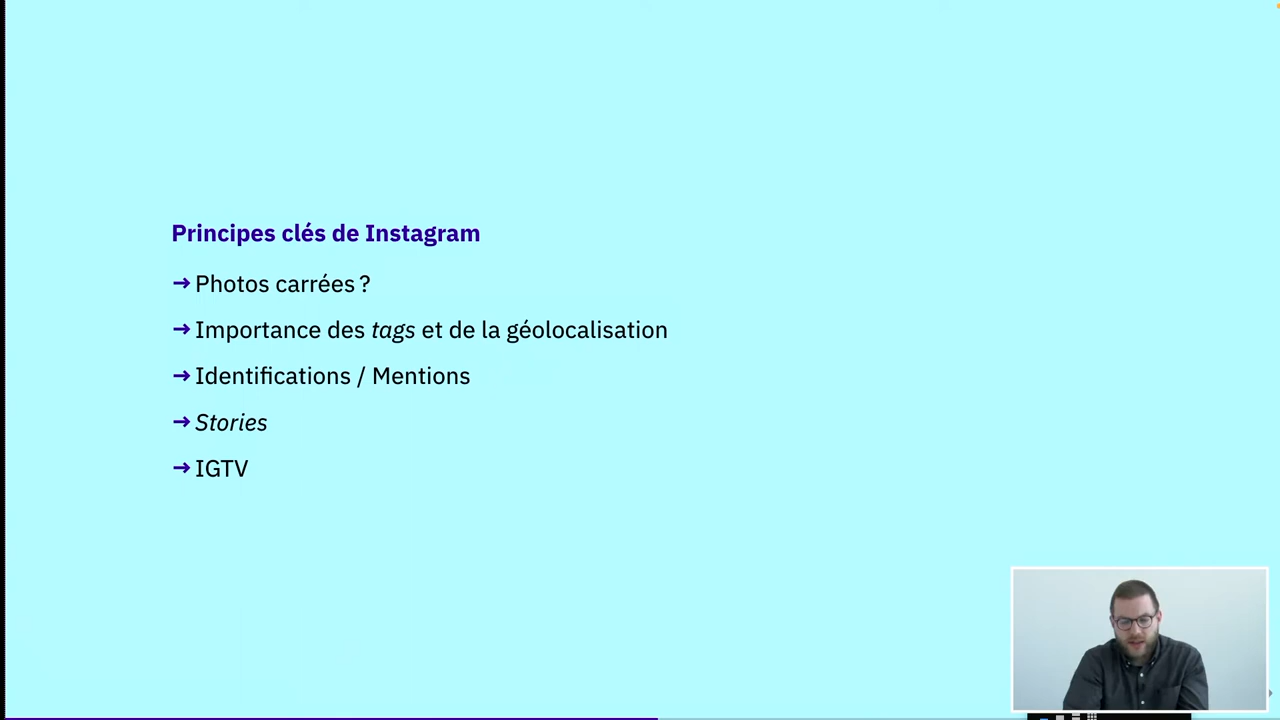 Principes clés de Instagram
→ Photos carrées ?
→ Importance des tags et de la géolocalisation
→ Identifications / Mentions
→ Stories
→ IGTV